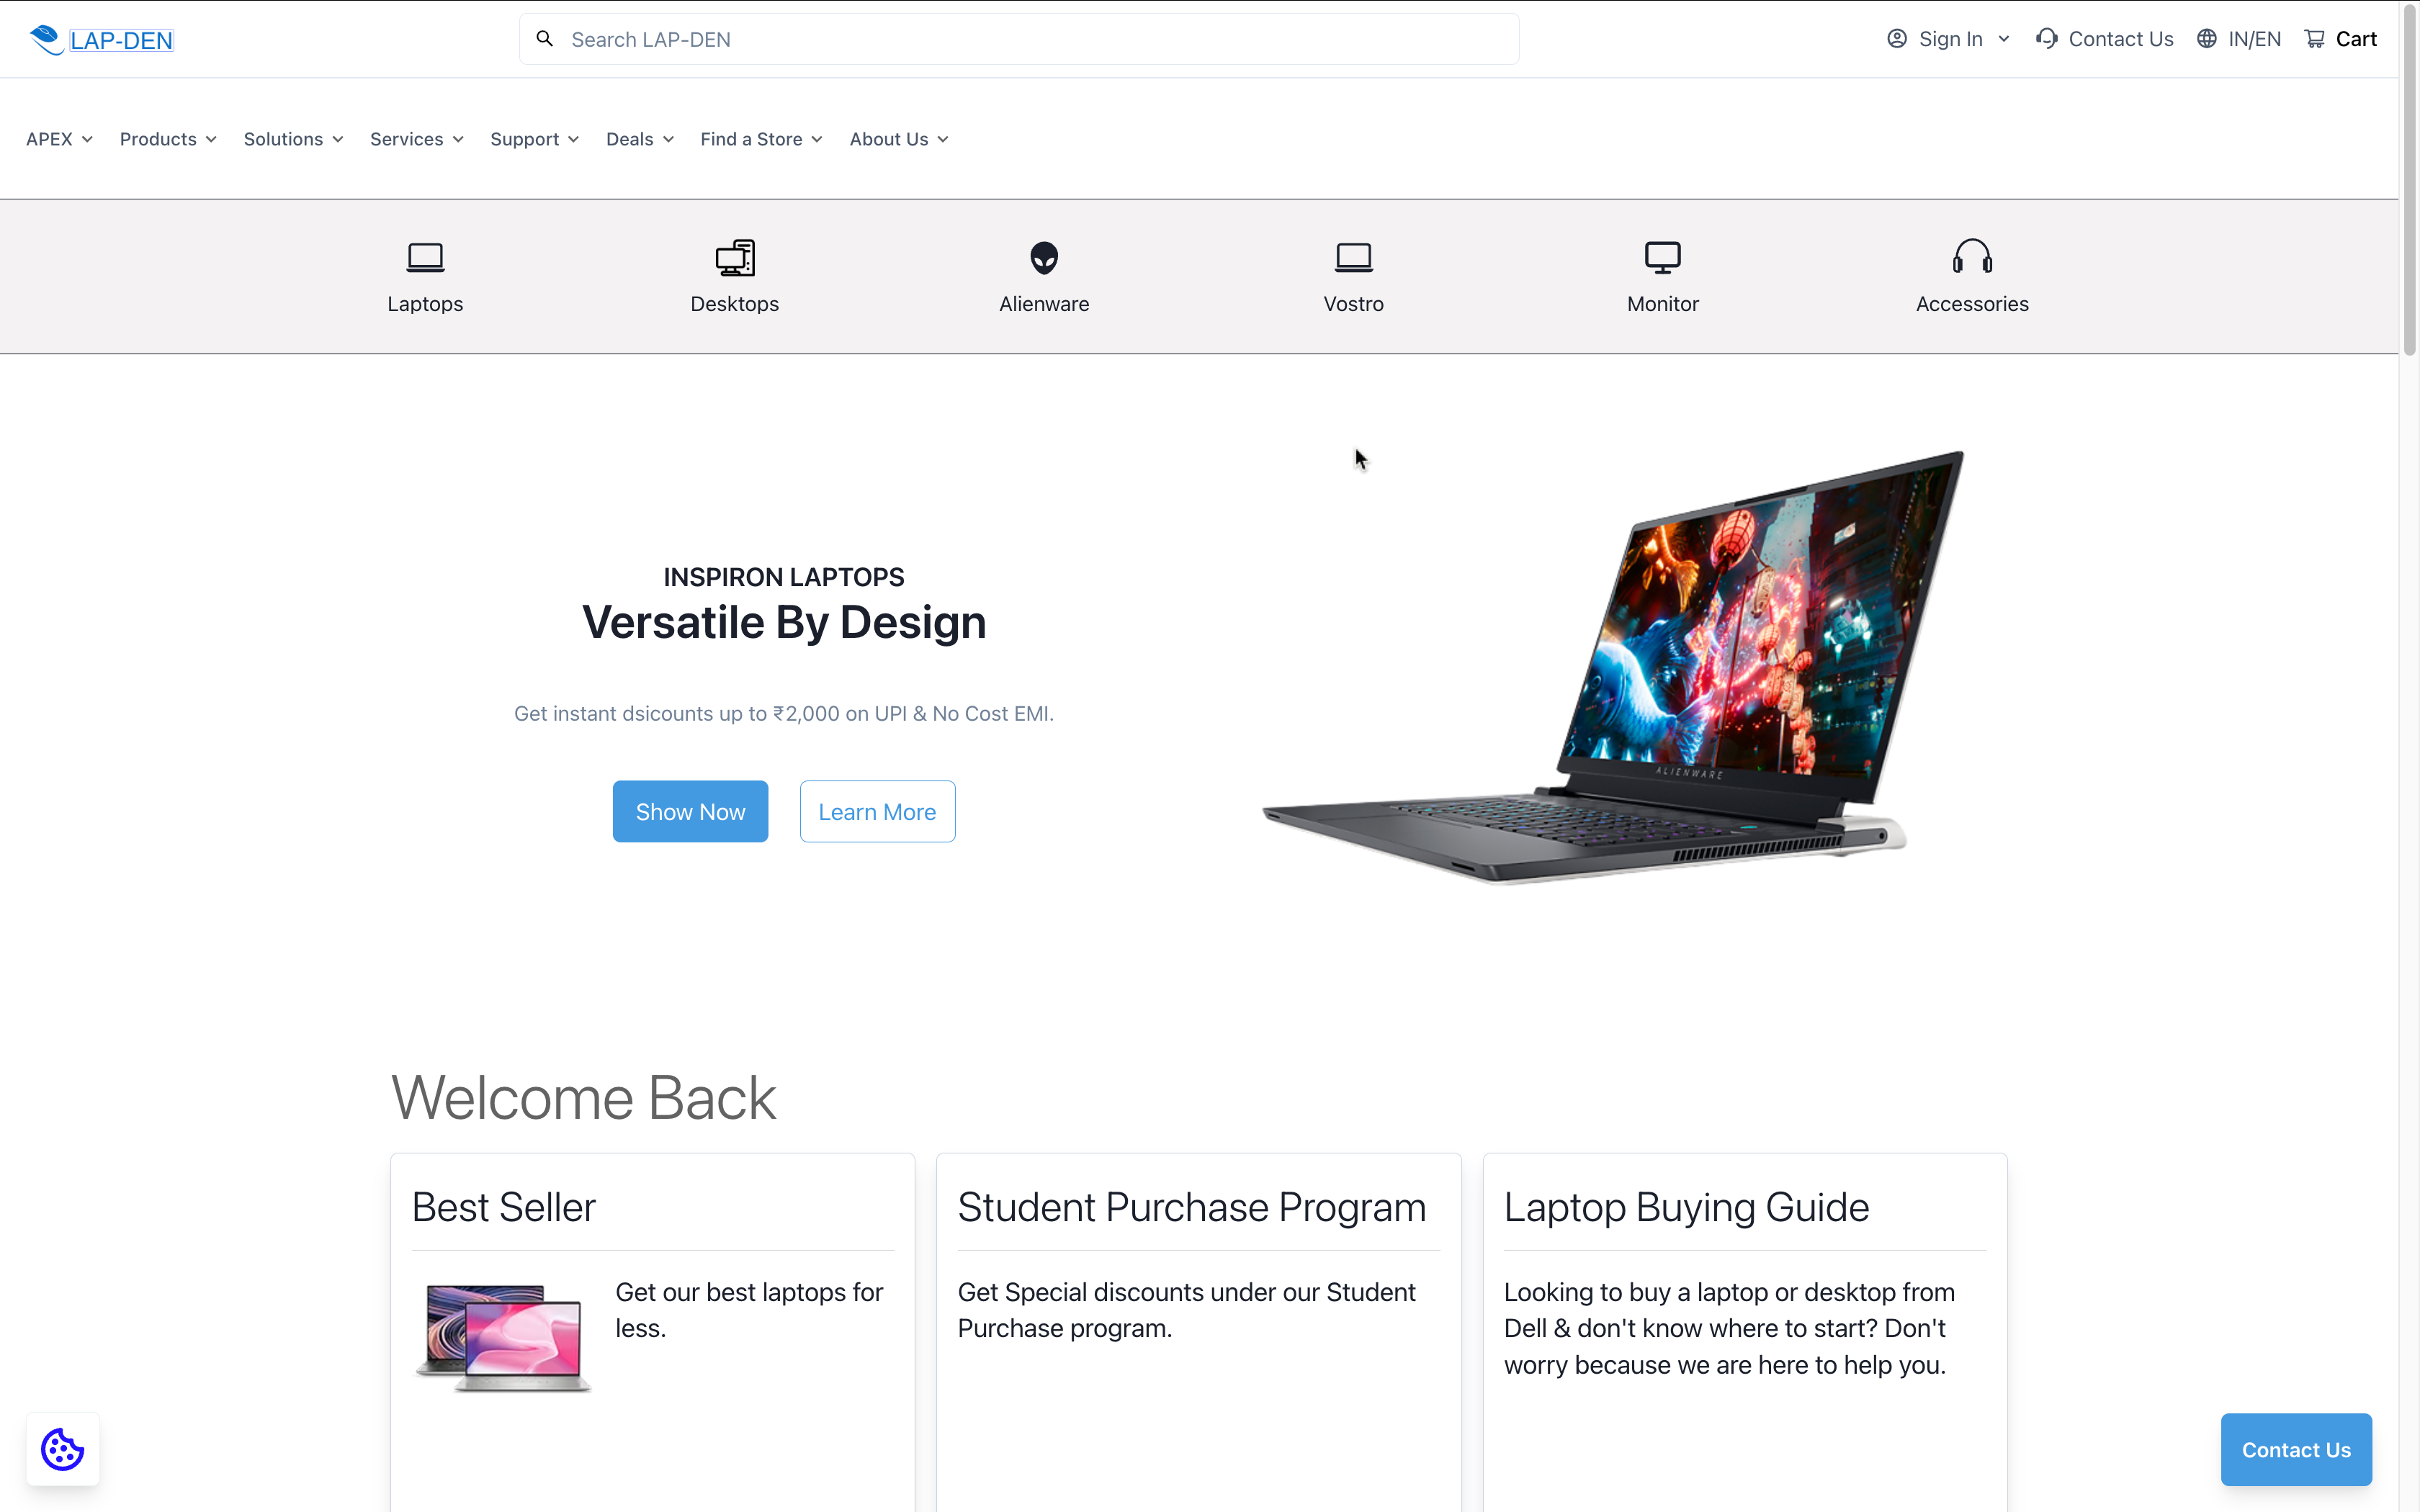 LAP-DEN
Search LAP-DEN
Sign In
Contact Us
IN/EN
Cart
APEX
Products
Solutions
Services
Support
Deals
Find a Store
About Us
Laptops
Desktops
Alienware
Vostro
Monitor
Accessories
INSPIRON LAPTOPS
Versatile By Design
Get instant dsicounts up to ₹2,000 on UPI & No Cost EMI.
Show Now
Learn More
ALIENWARE
Welcome Back
Best Seller
Get our best laptops for
less.
Student Purchase Program
Get Special discounts under our Student
Purchase program.
Laptop Buying Guide
Looking to buy a laptop or desktop from
Dell & don't know where to start? Don't
worry because we are here to help you.
Contact Us